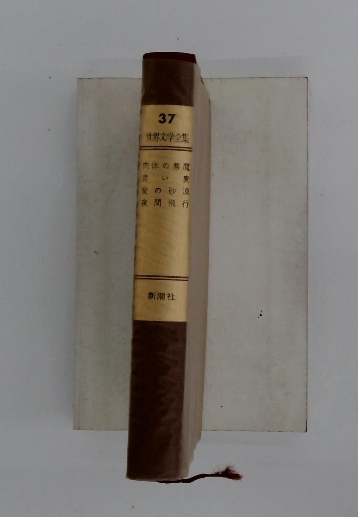 37
世界文学全集
肉体の悪魔
青い麦
愛の砂漠
夜間飛行
新潮社